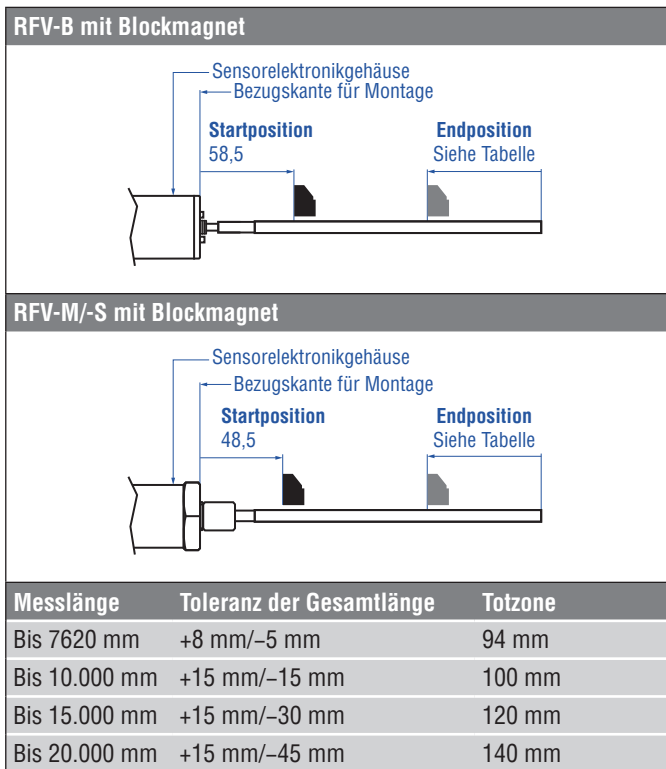 RFV-B mit Blockmagnet
Sensorelektronikgehäuse
Bezugskante für Montage
Startposition
58,5
Endposition
Siehe Tabelle
RFV-M/-S mit Blockmagnet
Sensorelektronikgehäuse
Bezugskante für Montage
Startposition
48,5
Endposition
Siehe Tabelle
Messlänge Toleranz der Gesamtlänge Totzone
Bis 7620 mm +8 mm/−5 mm 94 mm
Bis 10.000 mm +15 mm/−15 mm 100 mm
Bis 15.000 mm +15 mm/−30 mm 120 mm
Bis 20.000 mm +15 mm/−45 mm 140 mm